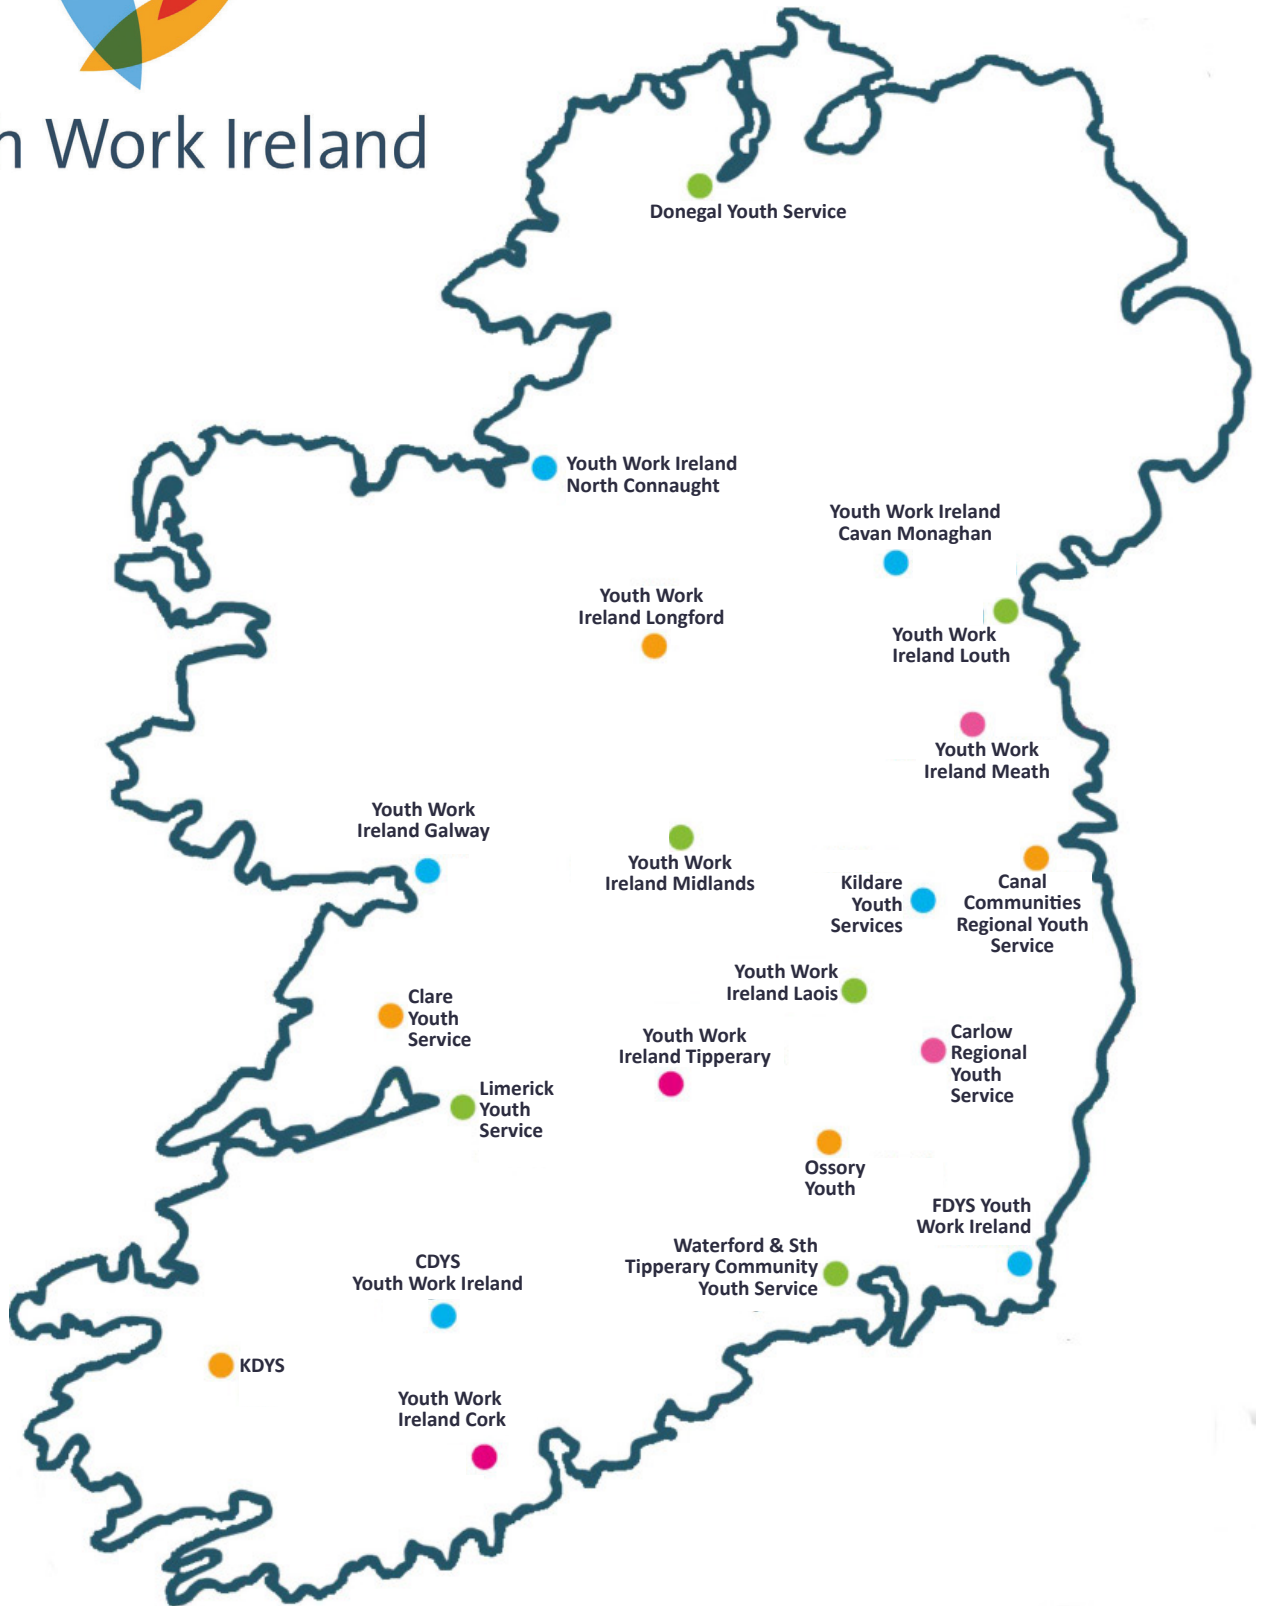 h Work Ireland
Donegal Youth Service
Youth Work Ireland
North Connaught
Youth Work Ireland
Cavan Monaghan
Youth Work
Ireland Longford
Youth Work
Ireland Louth
Youth Work
Ireland Meath
Youth Work
Ireland Galway
Youth Work
Ireland Midlands
Kildare
Youth
Services
Canal
Communities
Regional Youth
Service
Youth Work
Ireland Laois
Clare
Youth
Service
Youth Work
Ireland Tipperary
Carlow
Regional
Youth
Service
Limerick
Youth
Service
Ossory
Youth
FDYS Youth
Work Ireland
Waterford & Sth
Tipperary Community
Youth Service
CDYS
Youth Work Ireland
KDYS
Youth Work
Ireland Cork